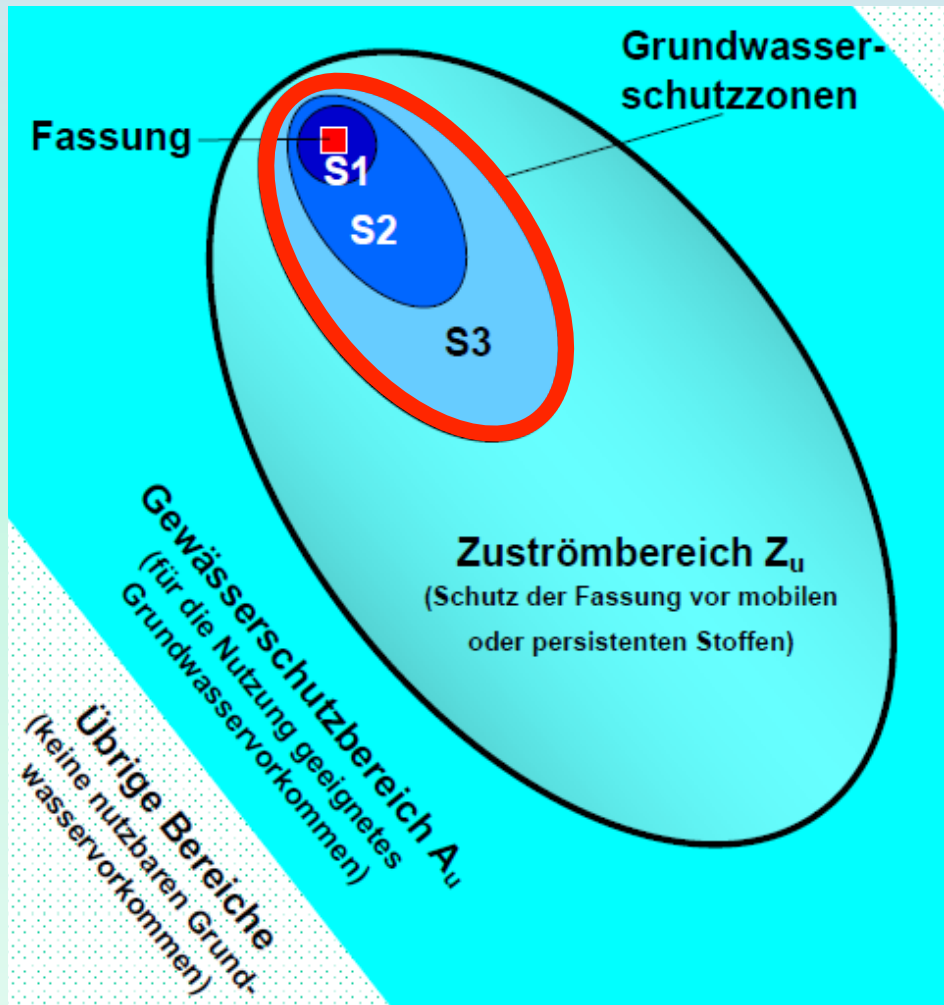 Grundwasser-
schutzzonen
Fassung
S1
S2
S3
Zuströmbereich Zu
(Schutz der Fassung vor mobilen
oder persistenten Stoffen)
Gewässerschutzbereich Au
(für die Nutzung geeignetes
Grundwasservorkommen)
Übrige Bereiche
(keine nutzbaren Grund-
wasservorkommen)